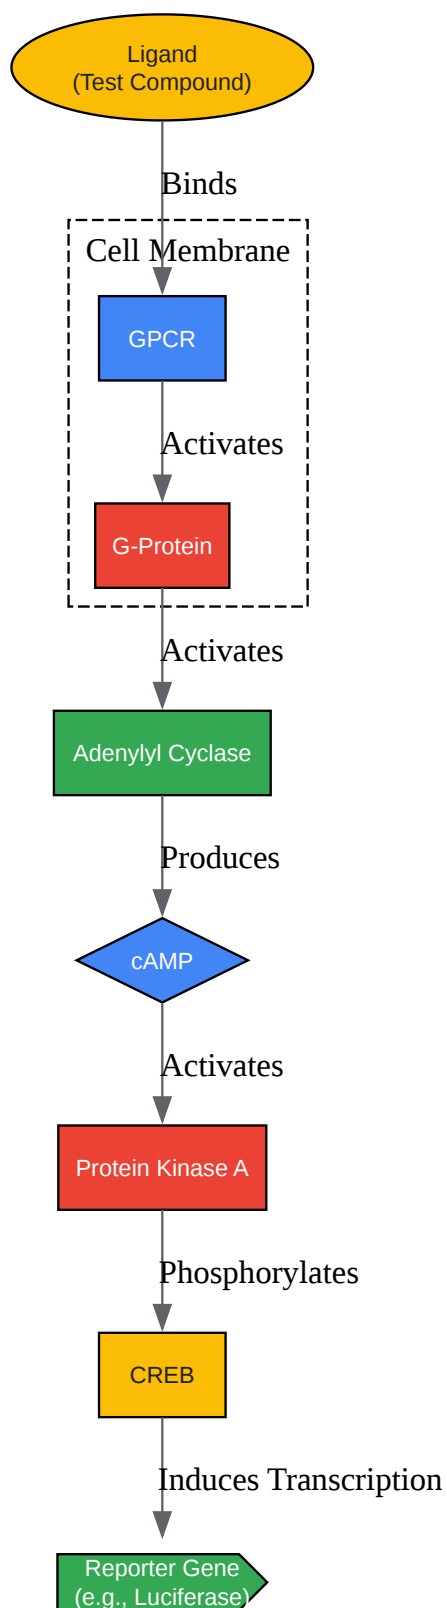 Ligand
(Test Compound)
Binds
Cell Membrane
GPCR
Activates
G-Protein
Activates
Adenylyl Cyclase
Produces
cAMP
Activates
Protein Kinase A
Phosphorylates
CREB
Induces Transcription
Reporter Gene
(e.g., Luciferase)